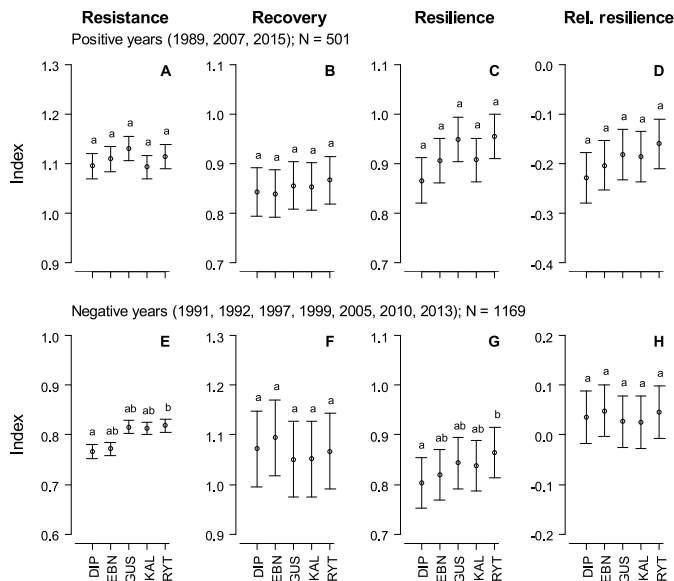 Resistance Recovery Resilience Rel. resilience
Positive years (1989, 2007, 2015); N = 501
Index
1.3
1.2
1.1
1.0
0.9
A
a a a a a
1.1
1.0
0.9
0.8
0.7
B
a a a a a
1.1
1.0
0.9
0.8
0.7
C
a a a a a
0.0
-0.1
-0.2
-0.3
-0.4
D
a a a a a
Negative years (1991, 1992, 1997, 1999, 2005, 2010, 2013); N = 1169
Index
1.0
0.9
0.8
0.7
0.6
E
a ab ab ab b
DIP EBN GUS KAL RYT
1.3
1.2
1.1
1.0
0.9
F
a a a a a
DIP EBN GUS KAL RYT
1.1
1.0
0.9
0.8
0.7
G
a ab ab ab b
DIP EBN GUS KAL RYT
0.2
0.1
0.0
-0.1
-0.2
H
a a a a a
DIP EBN GUS KAL RYT